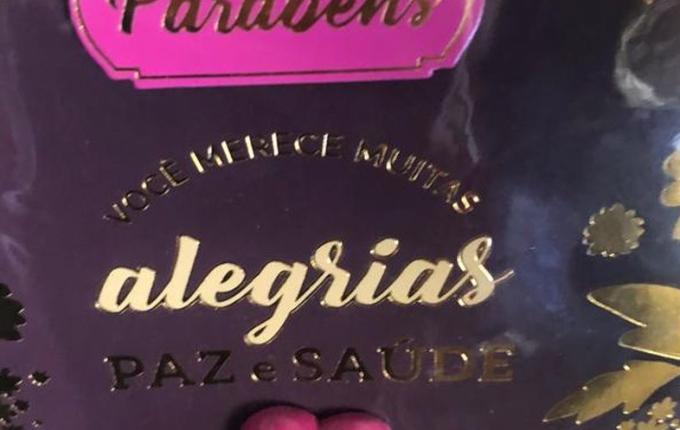 Parabéns
VOCÊ MERECE MUITAS
alegrias
PAZ e SAÚDE